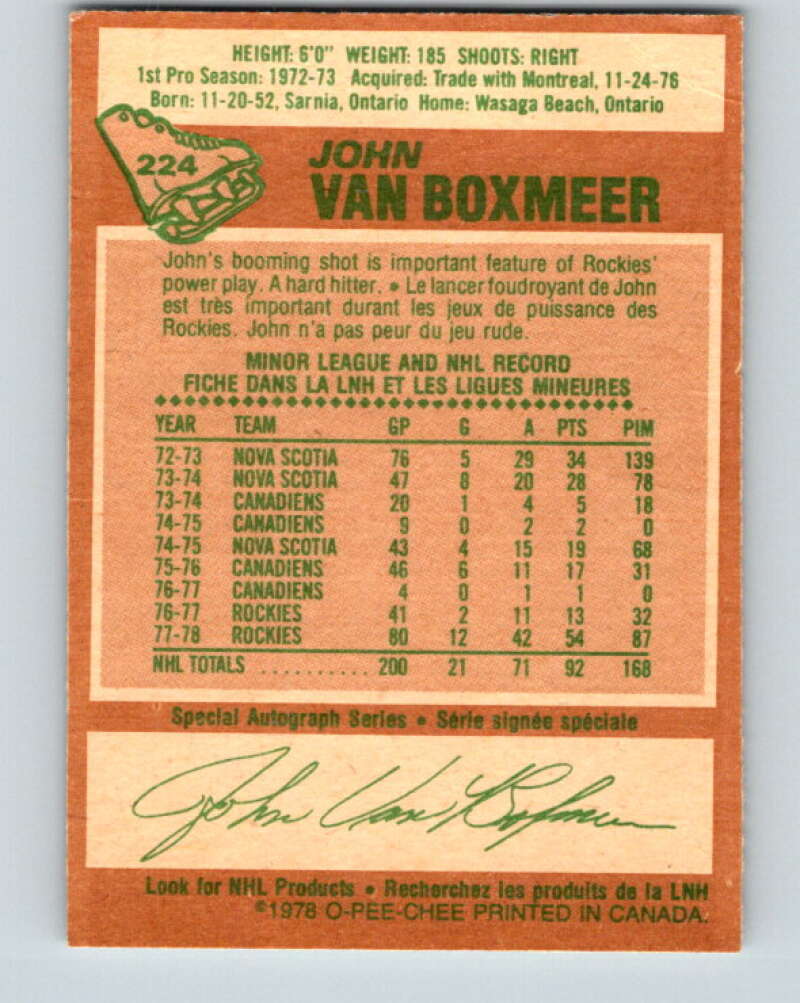 HEIGHT: 6'0" WEIGHT: 185 SHOOTS: RIGHT
1st Pro Season: 1972-73 Acquired: Trade with Montreal, 11-24-76
Born: 11-20-52, Sarnia, Ontario Home: Wasaga Beach, Ontario
224
JOHN
VAN BOXMEER
John's booming shot is important feature of Rockies'
power play. A hard hitter. • Le lancer foudroyant de John
est très important durant les jeux de puissance des
Rockies. John n'a pas peur du jeu rude.
MINOR LEAGUE AND NHL RECORD
FICHE DANS LA LNH ET LES LIGUES MINEURES
YEAR TEAM GP G A PTS PIM
72-73 NOVA SCOTIA 76 5 29 34 139
73-74 NOVA SCOTIA 47 8 20 28 78
73-74 CANADIENS 20 1 4 5 18
74-75 CANADIENS 9 0 2 2 0
74-75 NOVA SCOTIA 43 4 15 19 68
75-76 CANADIENS 46 6 11 17 31
76-77 CANADIENS 4 0 1 1 0
76-77 ROCKIES 41 2 11 13 32
77-78 ROCKIES 80 12 42 54 87
NHL TOTALS .......... 200 21 71 92 168
Special Autograph Series • Série signée spéciale
John Van Boxmeer
Look for NHL Products • Recherchez les produits de la LNH
©1978 O-PEE-CHEE PRINTED IN CANADA.